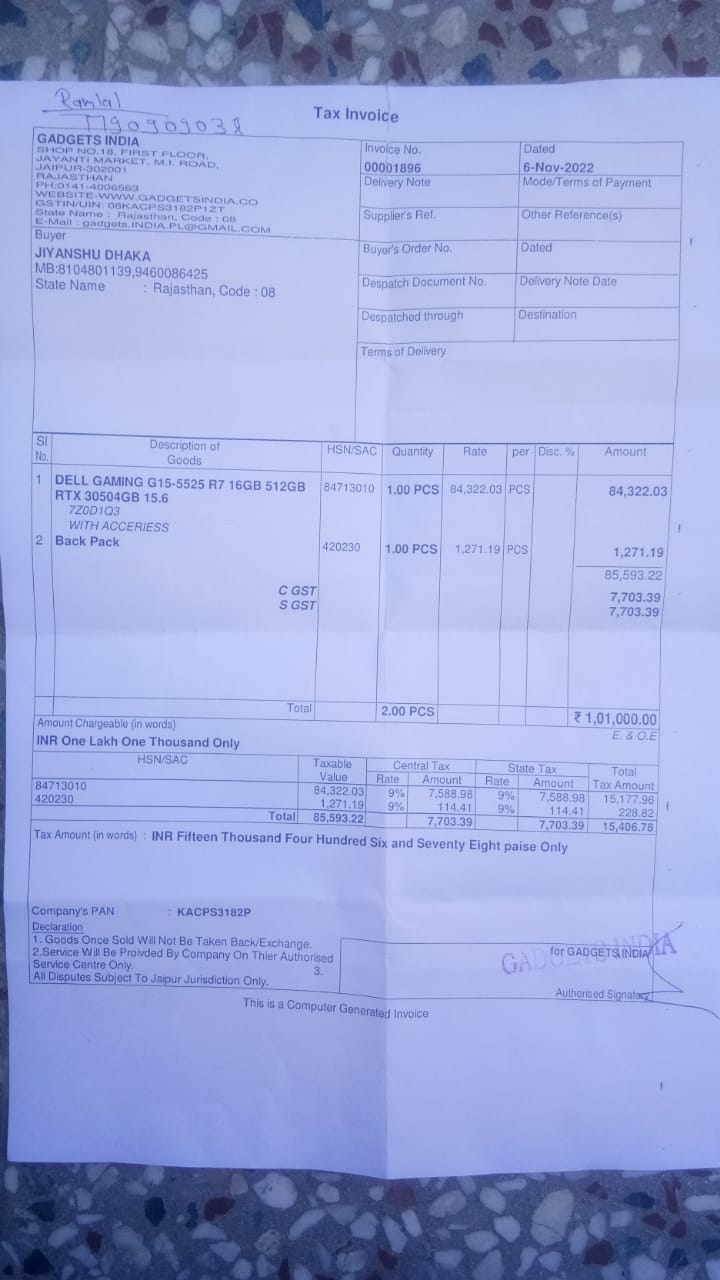 Ramlal
7790909038
Tax Invoice
GADGETS INDIA
SHOP NO.18, FIRST FLOOR,
JAYANTI MARKET, M.I. ROAD,
JAIPUR-302001
RAJASTHAN
PH:0141-4006563
WEBSITE-WWW.GADGETSINDIA.CO
GSTIN/UIN: 08KACPS3182P1ZT
State Name : Rajasthan, Code : 08
E-Mail : gadgets.INDIA.PL@GMAIL.COM
Invoice No.
00001896
Dated
6-Nov-2022
Delivery Note
Mode/Terms of Payment
Supplier's Ref.
Other Reference(s)
Buyer
JIYANSHU DHAKA
MB:8104801139,9460086425
State Name : Rajasthan, Code : 08
Buyer's Order No.
Dated
Despatch Document No.
Delivery Note Date
Despatched through
Destination
Terms of Delivery
Sl No. Description of Goods HSN/SAC Quantity Rate per Disc. % Amount
1 DELL GAMING G15-5525 R7 16GB 512GB 84713010 1.00 PCS 84,322.03 PCS 84,322.03
RTX 30504GB 15.6
7Z0D1Q3
WITH ACCERIESS
2 Back Pack 420230 1.00 PCS 1,271.19 PCS 1,271.19
85,593.22
C GST 7,703.39
S GST 7,703.39
Total 2.00 PCS ₹ 1,01,000.00
Amount Chargeable (in words) E. & O.E
INR One Lakh One Thousand Only
HSN/SAC Taxable Value Central Tax State Tax Total Tax Amount
Rate Amount Rate Amount
84713010 84,322.03 9% 7,588.98 9% 7,588.98 15,177.96
420230 1,271.19 9% 114.41 9% 114.41 228.82
Total 85,593.22 7,703.39 7,703.39 15,406.78
Tax Amount (in words) : INR Fifteen Thousand Four Hundred Six and Seventy Eight paise Only
Company's PAN : KACPS3182P
Declaration
1. Goods Once Sold Will Not Be Taken Back/Exchange.
2.Service Will Be Proivded By Company On Thier Authorised
Service Centre Only. 3.
All Disputes Subject To Jaipur Jurisdiction Only.
for GADGETS INDIA
GADGETS INDIA
Authorised Signatory
This is a Computer Generated Invoice